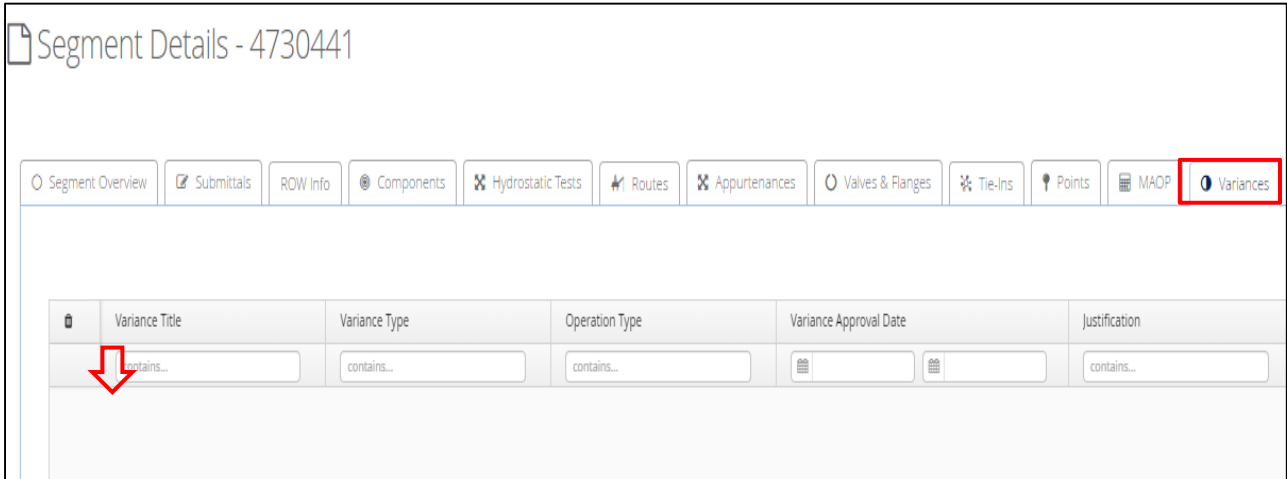 Segment Details - 4730441
Segment Overview Submittals ROW Info Components Hydrostatic Tests Routes Appurtenances Valves & Flanges Tie-Ins Points MAOP Variances
Variance Title Variance Type Operation Type Variance Approval Date Justification
contains... contains... contains... contains...